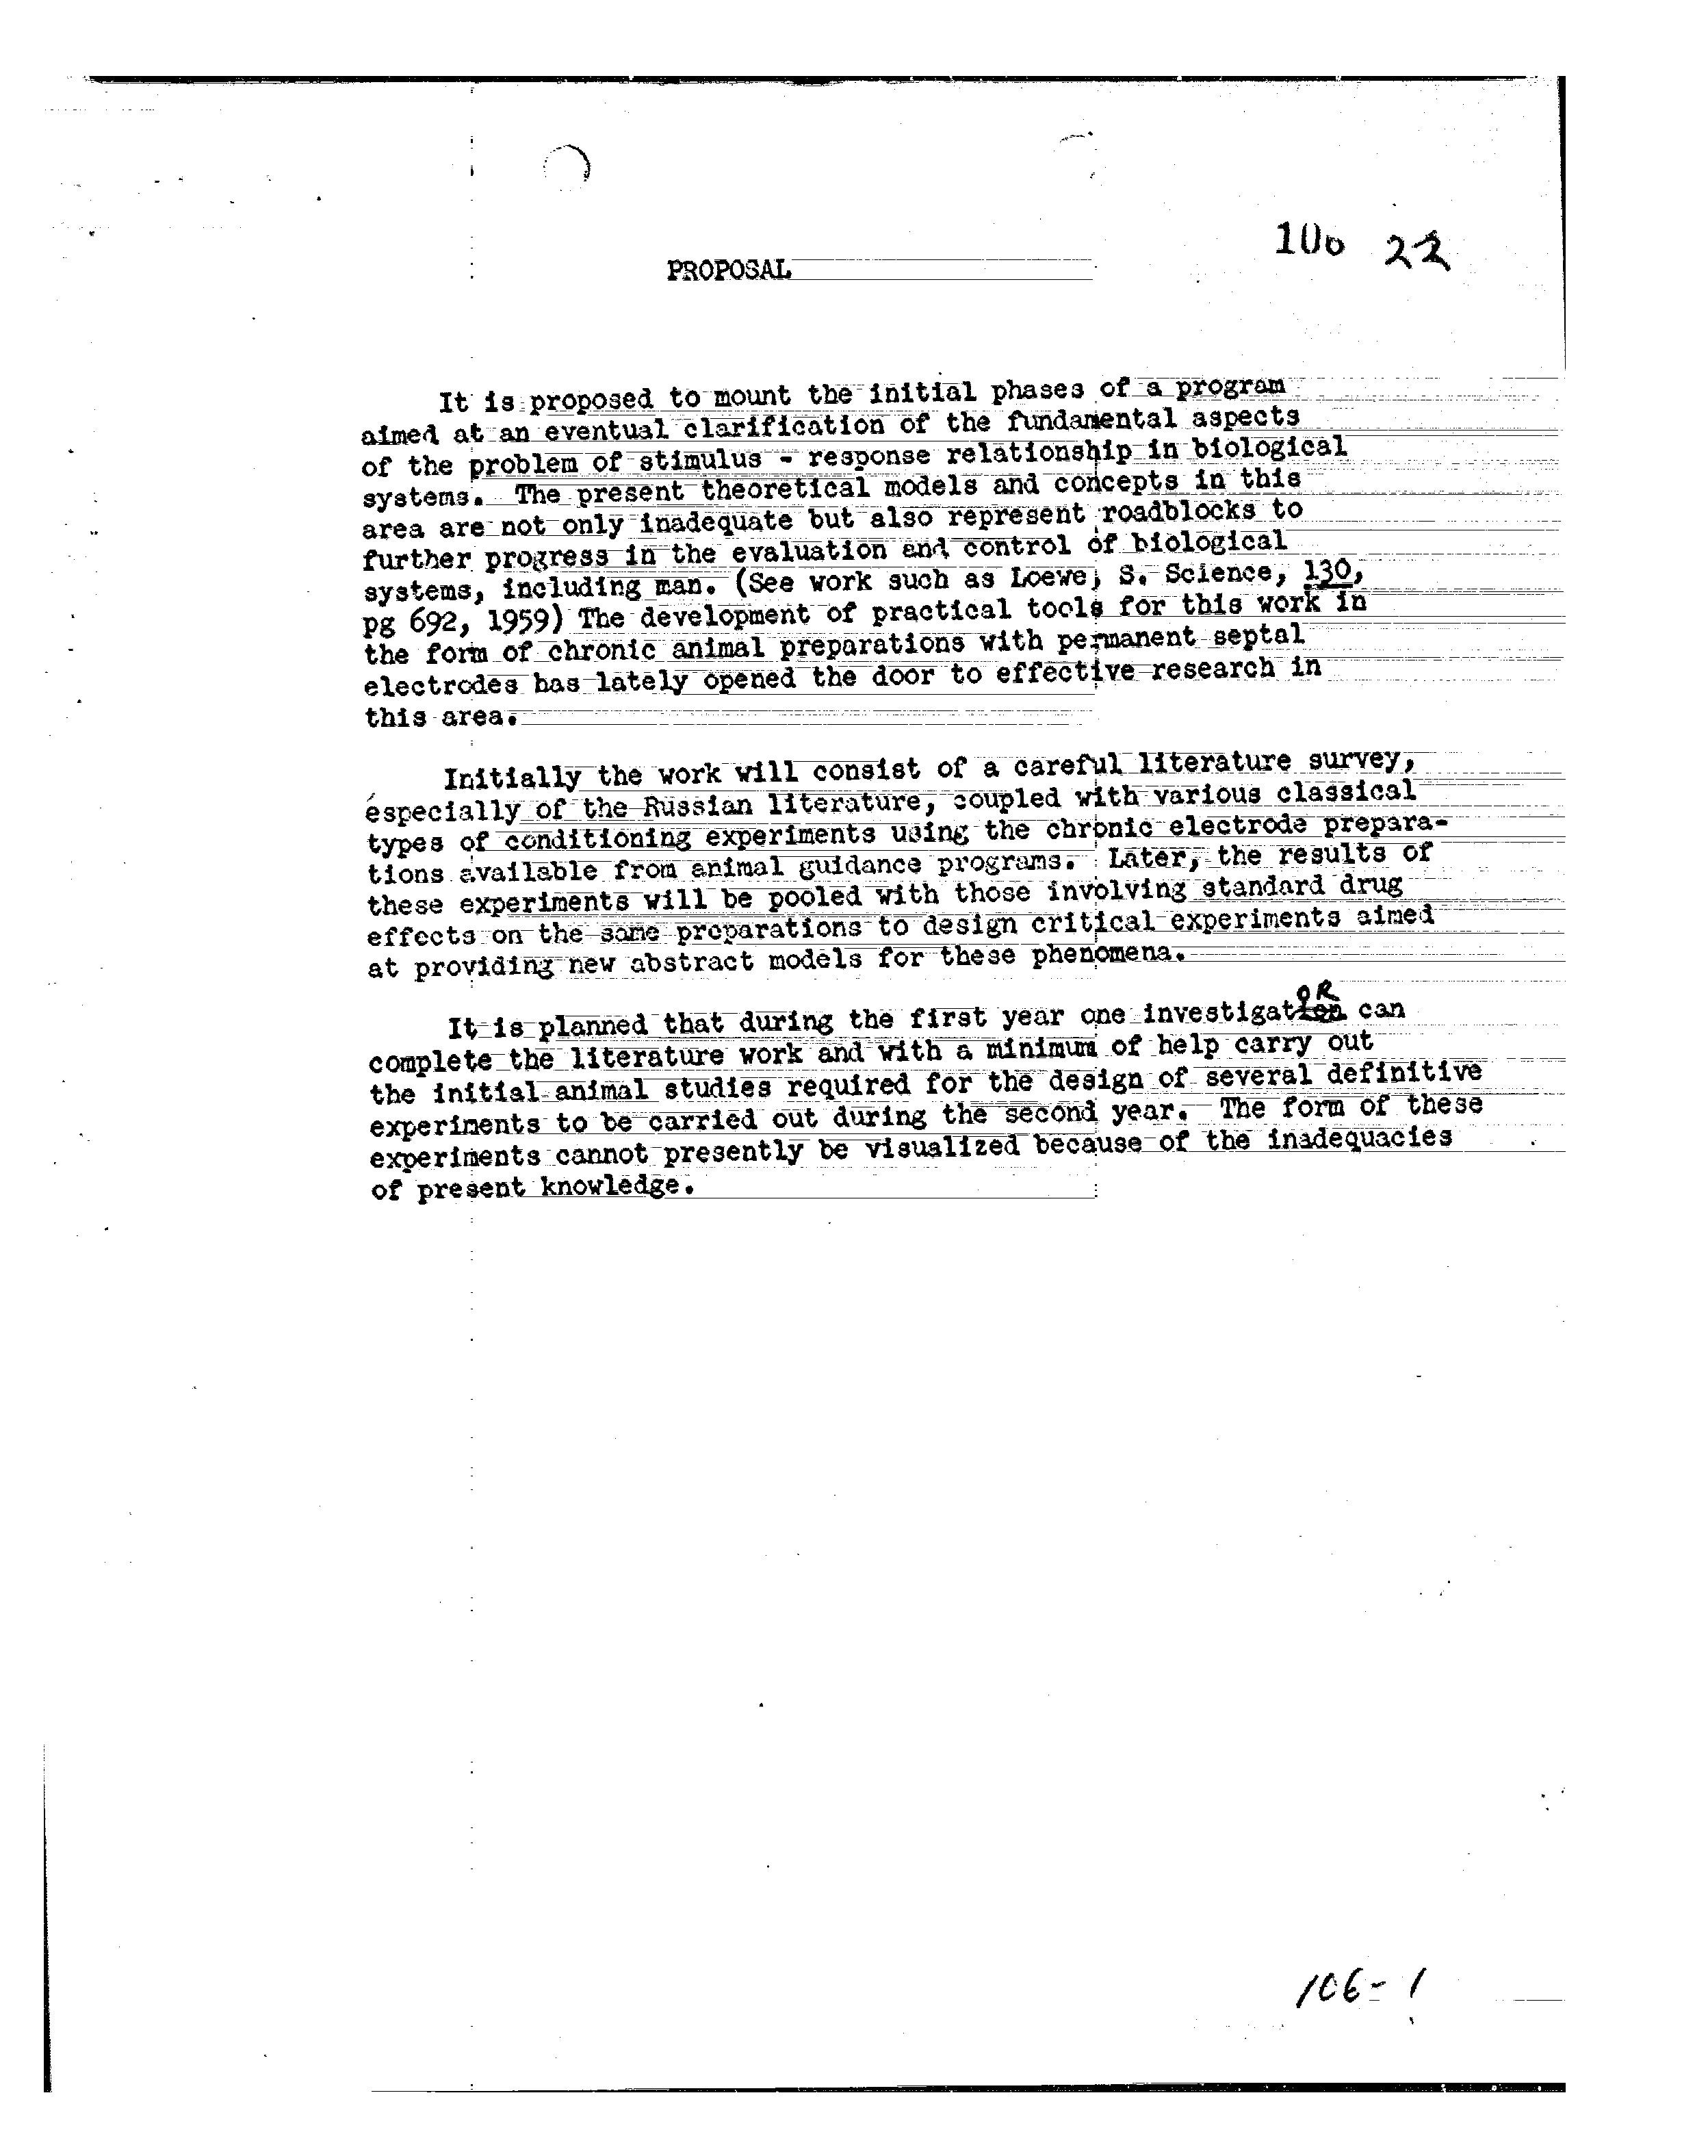 106 22
PROPOSAL
It is proposed to mount the initial phases of a program
aimed at an eventual clarification of the fundamental aspects
of the problem of stimulus - response relationship in biological
systems. The present theoretical models and concepts in this
area are not only inadequate but also represent roadblocks to
further progress in the evaluation and control of biological
systems, including man. (See work such as Loewe, S. Science, 130,
pg 692, 1959) The development of practical tools for this work in
the form of chronic animal preparations with permanent septal
electrodes has lately opened the door to effective research in
this area.
Initially the work will consist of a careful literature survey,
especially of the Russian literature, coupled with various classical
types of conditioning experiments using the chronic electrode prepara-
tions available from animal guidance programs. Later, the results of
these experiments will be pooled with those involving standard drug
effects on the same preparations to design critical experiments aimed
at providing new abstract models for these phenomena.
OR
It is planned that during the first year one investigation can
complete the literature work and with a minimum of help carry out
the initial animal studies required for the design of several definitive
experiments to be carried out during the second year. The form of these
experiments cannot presently be visualized because of the inadequacies
of present knowledge.
106-1